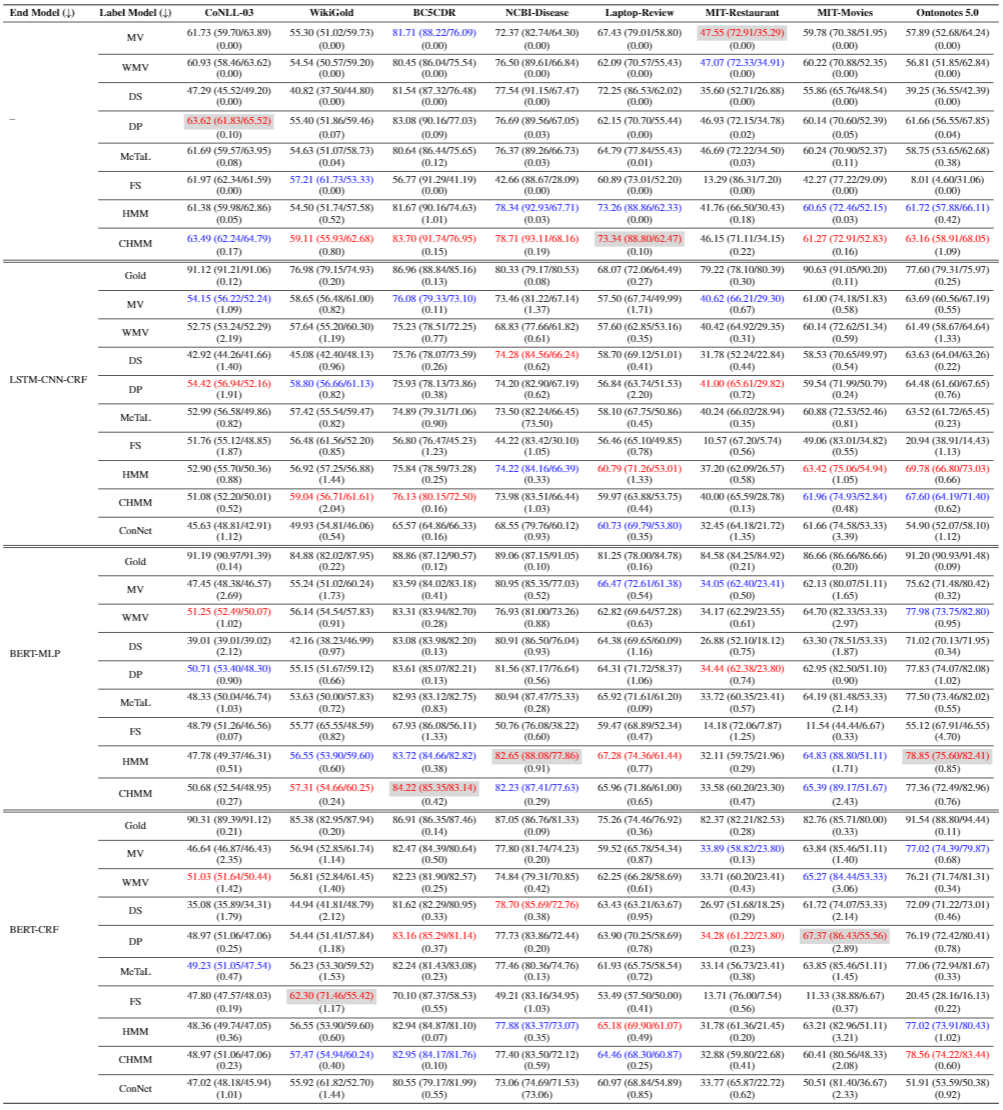 End Model (↓) Label Model (↓) CoNLL-03 WikiGold BC5CDR NCBI-Disease Laptop-Review MIT-Restaurant MIT-Movies Ontonotes 5.0
MV 61.73 (59.70/63.89) 55.30 (51.02/59.73) 81.71 (88.22/76.09) 72.37 (82.74/64.30) 67.43 (79.01/58.80) 47.55 (72.91/35.29) 59.78 (70.38/51.95) 57.89 (52.68/64.24)
(0.00) (0.00) (0.00) (0.00) (0.00) (0.00) (0.00) (0.00)
WMV 60.93 (58.46/63.62) 54.54 (50.57/59.20) 80.45 (86.04/75.54) 76.50 (89.61/66.84) 62.09 (70.57/55.43) 47.07 (72.33/34.91) 60.22 (70.88/52.35) 56.81 (51.85/62.84)
(0.00) (0.00) (0.00) (0.00) (0.00) (0.00) (0.00) (0.00)
DS 47.29 (45.52/49.20) 40.82 (37.50/44.80) 81.54 (87.32/76.48) 77.54 (91.15/67.47) 72.25 (86.53/62.02) 35.60 (52.71/26.88) 55.86 (65.76/48.54) 39.25 (36.55/42.39)
(0.00) (0.00) (0.00) (0.00) (0.00) (0.00) (0.00) (0.00)
– DP 63.62 (61.83/65.52) 55.40 (51.86/59.46) 83.08 (90.16/77.03) 76.69 (89.56/67.05) 62.15 (70.70/55.44) 46.93 (72.15/34.78) 60.14 (70.60/52.39) 61.66 (56.55/67.85)
(0.10) (0.07) (0.09) (0.03) (0.00) (0.02) (0.05) (0.04)
MeTaL 61.69 (59.57/63.95) 54.63 (51.07/58.73) 80.64 (86.44/75.65) 76.37 (89.26/66.73) 64.79 (77.84/55.43) 46.69 (72.22/34.50) 60.24 (70.90/52.37) 58.75 (53.65/62.68)
(0.08) (0.04) (0.12) (0.03) (0.01) (0.03) (0.11) (0.38)
FS 61.97 (62.34/61.59) 57.21 (61.73/53.33) 56.77 (91.29/41.19) 42.66 (88.67/28.09) 60.89 (73.01/52.20) 13.29 (86.31/7.20) 42.27 (77.22/29.09) 8.01 (4.60/31.06)
(0.00) (0.00) (0.00) (0.00) (0.00) (0.00) (0.00) (0.00)
HMM 61.38 (59.98/62.86) 54.50 (51.74/57.58) 81.67 (90.16/74.63) 78.34 (92.93/67.71) 73.26 (88.86/62.33) 41.76 (66.50/30.43) 60.65 (72.46/52.15) 61.72 (57.88/66.11)
(0.05) (0.52) (1.01) (0.03) (0.00) (0.18) (0.03) (0.42)
CHMM 63.49 (62.24/64.79) 59.11 (55.93/62.68) 83.70 (91.74/76.95) 78.71 (93.11/68.16) 73.34 (88.80/62.47) 46.15 (71.11/34.15) 61.27 (72.91/52.83) 63.16 (58.91/68.05)
(0.17) (0.80) (0.15) (0.19) (0.10) (0.22) (0.16) (1.09)
Gold 91.12 (91.21/91.06) 76.98 (79.15/74.93) 86.96 (88.84/85.16) 80.33 (79.17/80.53) 68.07 (72.06/64.49) 79.22 (78.10/80.39) 90.63 (91.05/90.20) 77.60 (79.31/75.97)
(0.12) (0.20) (0.13) (0.08) (0.27) (0.30) (0.11) (0.25)
MV 54.15 (56.22/52.24) 58.65 (56.48/61.00) 76.08 (79.33/73.10) 73.46 (81.22/67.14) 57.50 (67.74/49.99) 40.62 (66.21/29.30) 61.00 (74.18/51.83) 63.69 (60.56/67.19)
(1.09) (0.82) (0.11) (1.37) (1.71) (0.67) (0.58) (0.55)
WMV 52.75 (53.24/52.29) 57.64 (55.20/60.30) 75.23 (78.51/72.25) 68.83 (77.66/61.82) 57.60 (62.85/53.16) 40.42 (64.92/29.35) 60.14 (72.62/51.34) 61.49 (58.67/64.64)
(2.19) (1.19) (0.77) (0.61) (0.35) (0.31) (0.59) (1.33)
DS 42.92 (44.26/41.66) 45.08 (42.40/48.13) 75.76 (78.07/73.59) 74.28 (84.56/66.24) 58.70 (69.12/51.01) 31.78 (52.24/22.84) 58.53 (70.65/49.97) 63.63 (64.04/63.26)
(1.40) (0.96) (0.26) (0.62) (0.41) (0.44) (0.54) (0.22)
LSTM-CNN-CRF DP 54.42 (56.94/52.16) 58.80 (56.66/61.13) 75.93 (78.13/73.86) 74.20 (82.90/67.19) 56.84 (63.74/51.53) 41.00 (65.61/29.82) 59.54 (71.99/50.79) 64.48 (61.60/67.65)
(1.91) (0.82) (0.38) (0.62) (2.20) (0.72) (0.24) (0.76)
MeTaL 52.99 (56.58/49.86) 57.42 (55.54/59.47) 74.89 (79.31/71.06) 73.50 (82.24/66.45) 58.10 (67.75/50.86) 40.24 (66.02/28.94) 60.88 (72.53/52.46) 63.52 (61.72/65.45)
(0.82) (0.82) (0.90) (73.50) (0.45) (0.35) (0.81) (0.23)
FS 51.76 (55.12/48.85) 56.48 (61.56/52.20) 56.80 (76.47/45.23) 44.22 (83.42/30.10) 56.46 (65.10/49.85) 10.57 (67.20/5.74) 49.06 (83.01/34.82) 20.94 (38.91/14.43)
(1.87) (0.85) (1.23) (1.05) (0.78) (0.56) (0.55) (1.13)
HMM 52.90 (55.70/50.36) 56.92 (57.25/56.88) 75.84 (78.59/73.28) 74.22 (84.16/66.39) 60.79 (71.26/53.01) 37.20 (62.09/26.57) 63.42 (75.06/54.94) 69.78 (66.80/73.03)
(0.88) (1.44) (0.25) (0.33) (1.33) (0.58) (1.05) (0.66)
CHMM 51.08 (52.20/50.01) 59.04 (56.71/61.61) 76.13 (80.15/72.50) 73.98 (83.51/66.44) 59.97 (63.88/53.75) 40.00 (65.59/28.78) 61.96 (74.93/52.84) 67.60 (64.19/71.40)
(0.52) (2.04) (0.16) (1.03) (0.44) (0.13) (0.48) (0.62)
ConNet 45.63 (48.81/42.91) 49.93 (54.81/46.06) 65.57 (64.86/66.33) 68.55 (79.76/60.12) 60.73 (69.79/53.80) 32.45 (64.18/21.72) 61.66 (74.58/53.33) 54.90 (52.07/58.10)
(1.12) (0.54) (0.16) (0.93) (0.35) (1.35) (3.39) (1.12)
Gold 91.19 (90.97/91.39) 84.88 (82.02/87.95) 88.86 (87.12/90.57) 89.06 (87.15/91.05) 81.25 (78.00/84.78) 84.58 (84.25/84.92) 86.66 (86.66/86.66) 91.20 (90.93/91.48)
(0.14) (0.22) (0.12) (0.10) (0.16) (0.21) (0.20) (0.09)
MV 47.45 (48.38/46.57) 55.24 (51.02/60.24) 83.59 (84.02/83.18) 80.95 (85.35/77.03) 66.47 (72.61/61.38) 34.05 (62.40/23.41) 62.13 (80.07/51.11) 75.62 (71.48/80.42)
(2.69) (1.73) (0.41) (0.52) (0.54) (0.50) (1.65) (0.32)
WMV 51.25 (52.49/50.07) 56.14 (54.54/57.83) 83.31 (83.94/82.70) 76.93 (81.00/73.26) 62.82 (69.64/57.28) 34.17 (62.29/23.55) 64.70 (82.33/53.33) 77.98 (73.75/82.80)
(1.02) (0.91) (0.28) (0.88) (0.63) (0.61) (2.97) (0.95)
DS 39.01 (39.01/39.02) 42.16 (38.23/46.99) 83.08 (83.98/82.20) 80.91 (86.50/76.04) 64.38 (69.65/60.09) 26.88 (52.10/18.12) 63.30 (78.51/53.33) 71.02 (70.13/71.95)
(2.12) (0.97) (0.13) (0.93) (1.16) (0.75) (1.87) (0.34)
BERT-MLP DP 50.71 (53.40/48.30) 55.15 (51.67/59.12) 83.61 (85.07/82.21) 81.56 (87.17/76.64) 64.31 (71.72/58.37) 34.44 (62.38/23.80) 62.95 (82.50/51.10) 77.83 (74.07/82.08)
(0.90) (0.66) (0.13) (0.56) (1.06) (0.74) (0.90) (1.02)
MeTaL 48.33 (50.04/46.74) 53.63 (50.00/57.83) 82.93 (83.12/82.75) 80.94 (87.47/75.33) 65.92 (71.61/61.20) 33.72 (60.35/23.41) 64.19 (81.48/53.33) 77.50 (73.46/82.02)
(1.03) (0.72) (0.83) (0.28) (0.09) (0.57) (2.14) (0.55)
FS 48.79 (51.26/46.56) 55.77 (65.55/48.59) 67.93 (86.08/56.11) 50.76 (76.08/38.22) 59.47 (68.89/52.34) 14.18 (72.06/7.87) 11.54 (44.44/6.67) 55.12 (67.91/46.55)
(0.07) (0.91) (1.33) (0.60) (0.47) (1.25) (0.33) (4.70)
HMM 47.78 (49.37/46.31) 56.55 (53.90/59.60) 83.72 (84.66/82.82) 82.65 (88.08/77.86) 67.28 (74.36/61.44) 32.11 (59.75/21.96) 64.83 (88.80/51.11) 78.85 (75.60/82.41)
(0.51) (0.60) (0.38) (0.91) (0.77) (0.29) (1.71) (0.85)
CHMM 50.68 (52.54/48.95) 57.31 (54.66/60.25) 84.22 (85.35/83.14) 82.23 (87.41/77.63) 65.96 (71.86/61.00) 33.58 (60.20/23.30) 65.39 (89.17/51.67) 77.36 (72.49/82.96)
(0.27) (0.24) (0.42) (0.29) (0.65) (0.47) (2.43) (0.76)
Gold 90.31 (89.39/91.12) 85.38 (82.95/87.94) 86.91 (86.35/87.46) 87.05 (86.76/81.33) 75.26 (74.46/76.92) 82.37 (82.21/82.53) 82.76 (85.71/80.00) 91.54 (88.80/94.44)
(0.21) (0.20) (0.14) (0.09) (0.36) (0.28) (0.33) (0.11)
MV 46.64 (46.87/46.43) 56.94 (52.85/61.74) 82.47 (84.39/80.64) 77.80 (81.74/74.23) 59.52 (65.78/54.34) 33.89 (58.82/23.80) 63.84 (85.46/51.11) 77.02 (74.39/79.87)
(2.35) (1.14) (0.50) (0.20) (0.87) (0.13) (1.40) (0.68)
WMV 51.03 (51.64/50.44) 56.81 (52.84/61.45) 82.23 (81.90/82.57) 74.84 (79.31/70.85) 62.25 (66.28/58.69) 33.71 (60.20/23.41) 65.27 (84.44/53.33) 76.21 (71.74/81.31)
(1.42) (1.40) (0.25) (0.42) (0.61) (0.43) (3.06) (0.34)
DS 35.08 (35.89/34.31) 44.94 (41.81/48.79) 81.62 (82.29/80.95) 78.70 (85.69/72.76) 63.43 (63.21/63.67) 26.97 (51.68/18.25) 61.72 (74.07/53.33) 72.09 (71.22/73.01)
(1.79) (2.12) (0.33) (0.38) (0.95) (0.29) (2.14) (0.46)
BERT-CRF DP 48.97 (51.06/47.06) 54.44 (51.41/57.84) 83.16 (85.29/81.14) 77.73 (83.86/72.44) 63.90 (70.25/58.69) 34.28 (61.22/23.80) 67.37 (86.43/55.56) 76.19 (72.42/80.41)
(0.25) (1.18) (0.37) (0.20) (0.78) (0.23) (2.89) (0.78)
MeTaL 49.23 (51.05/47.54) 56.23 (53.30/59.52) 82.24 (81.43/83.08) 77.46 (80.36/74.76) 61.93 (65.75/58.54) 33.14 (56.73/23.41) 63.85 (85.46/51.11) 77.06 (72.94/81.67)
(0.47) (1.53) (0.23) (0.13) (0.72) (0.38) (1.45) (0.33)
FS 47.80 (47.57/48.03) 62.30 (71.46/55.42) 70.10 (87.37/58.53) 49.21 (83.16/34.95) 53.49 (57.50/50.00) 13.71 (76.00/7.54) 11.33 (38.88/6.67) 20.45 (28.16/16.13)
(0.19) (1.17) (0.55) (1.03) (0.41) (0.56) (0.37) (0.22)
HMM 48.36 (49.74/47.05) 56.55 (53.90/59.60) 82.94 (84.87/81.10) 77.88 (83.37/73.07) 65.18 (69.90/61.07) 31.78 (61.36/21.45) 63.21 (82.96/51.11) 77.02 (73.91/80.43)
(0.36) (0.60) (0.07) (0.35) (0.49) (0.20) (3.21) (1.02)
CHMM 48.97 (51.06/47.06) 57.47 (54.94/60.24) 82.95 (84.17/81.76) 77.40 (83.50/72.12) 64.46 (68.30/60.87) 32.88 (59.80/22.68) 60.41 (80.56/48.33) 78.56 (74.22/83.44)
(0.23) (0.40) (0.10) (0.59) (0.25) (0.41) (2.08) (0.60)
ConNet 47.02 (48.18/45.94) 55.92 (61.82/52.70) 80.55 (79.17/81.99) 73.06 (74.69/71.53) 60.97 (68.84/54.89) 33.77 (65.87/22.72) 50.51 (81.40/36.67) 51.91 (53.59/50.38)
(1.01) (1.44) (0.55) (73.06) (0.85) (0.62) (2.33) (0.92)